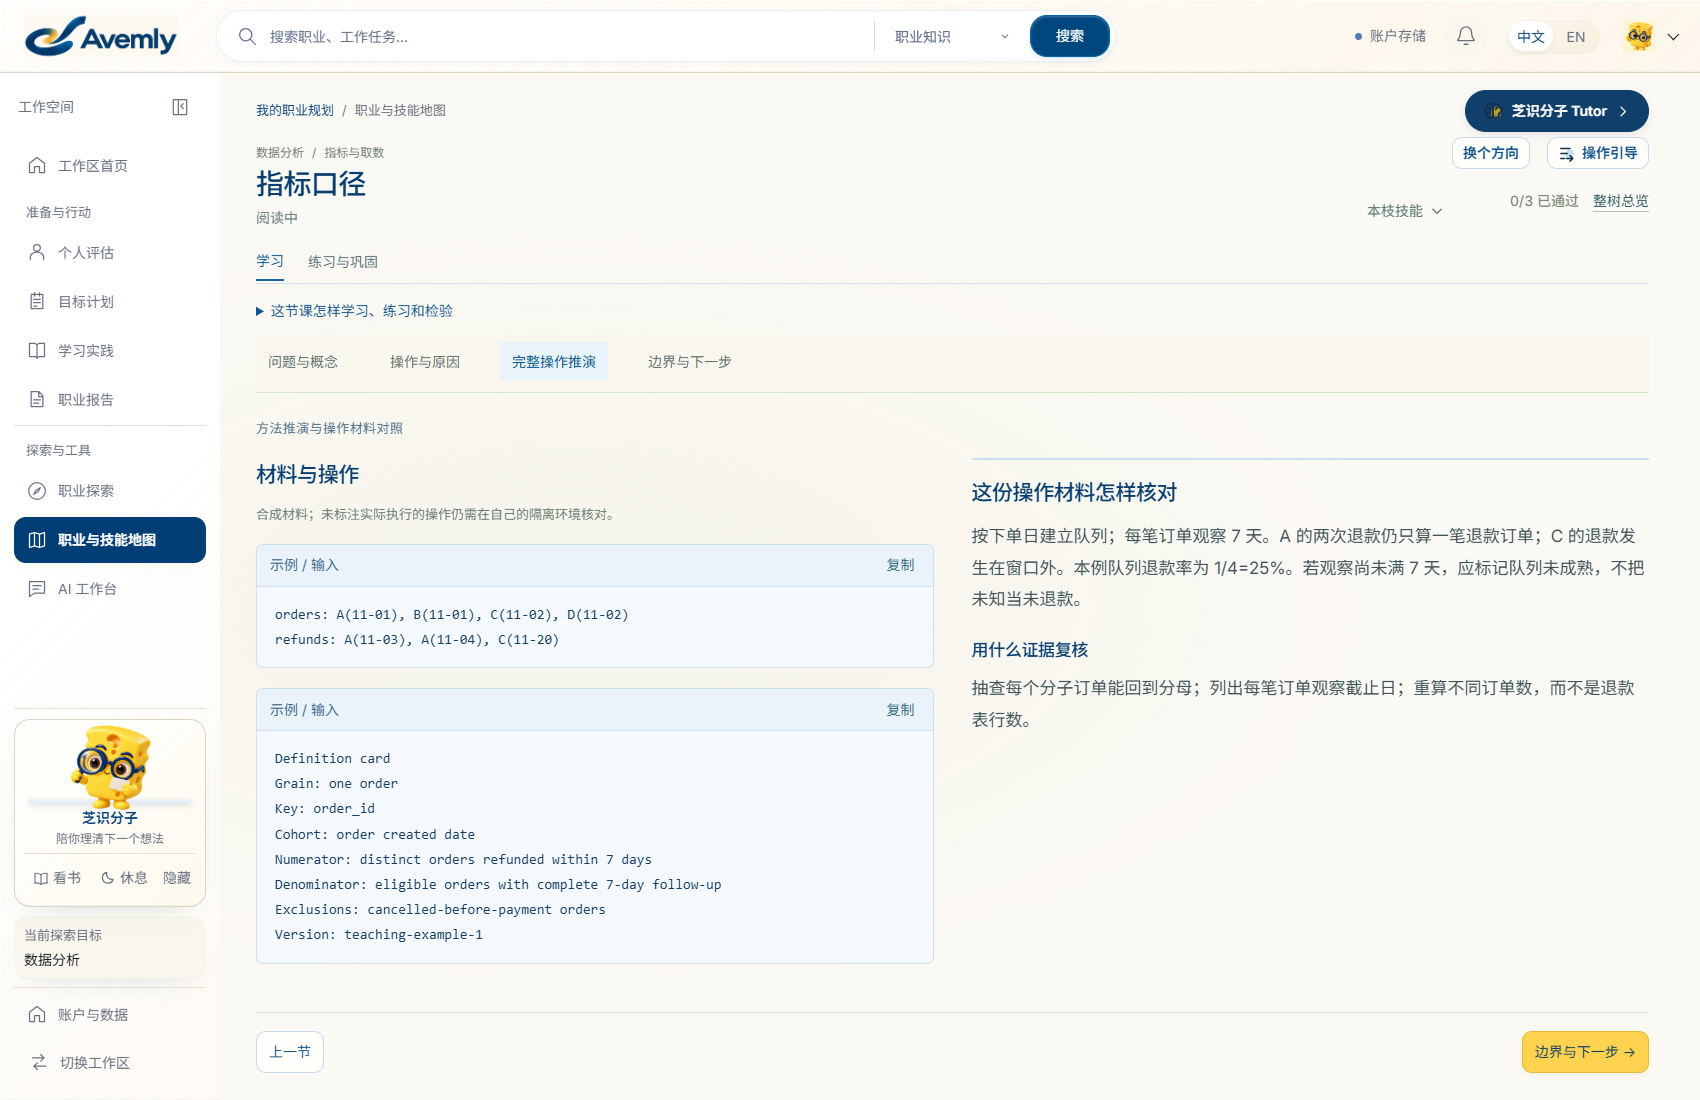 Avemly
搜索职业、工作任务...
职业知识
搜索
账户存储
中文
EN
工作空间
工作区首页
准备与行动
个人评估
目标计划
学习实践
职业报告
探索与工具
职业探索
职业与技能地图
AI 工作台
芝识分子
陪你理清下一个想法
看书
休息
隐藏
当前探索目标
数据分析
账户与数据
切换工作区
我的职业规划 / 职业与技能地图
芝识分子 Tutor
数据分析 / 指标与取数
换个方向
操作引导
指标口径
阅读中
本枝技能
0/3 已通过
整树总览
学习
练习与巩固
这节课怎样学习、练习和检验
问题与概念
操作与原因
完整操作推演
边界与下一步
方法推演与操作材料对照
材料与操作
合成材料；未标注实际执行的操作仍需在自己的隔离环境核对。
示例 / 输入
复制
orders: A(11-01), B(11-01), C(11-02), D(11-02)
refunds: A(11-03), A(11-04), C(11-20)
示例 / 输入
复制
Definition card
Grain: one order
Key: order_id
Cohort: order created date
Numerator: distinct orders refunded within 7 days
Denominator: eligible orders with complete 7-day follow-up
Exclusions: cancelled-before-payment orders
Version: teaching-example-1
这份操作材料怎样核对
按下单日建立队列；每笔订单观察 7 天。A 的两次退款仍只算一笔退款订单；C 的退款发
生在窗口外。本例队列退款率为 1/4=25%。若观察尚未满 7 天，应标记队列未成熟，不把
未知当未退款。
用什么证据复核
抽查每个分子订单能回到分母；列出每笔订单观察截止日；重算不同订单数，而不是退款
表行数。
上一节
边界与下一步 →